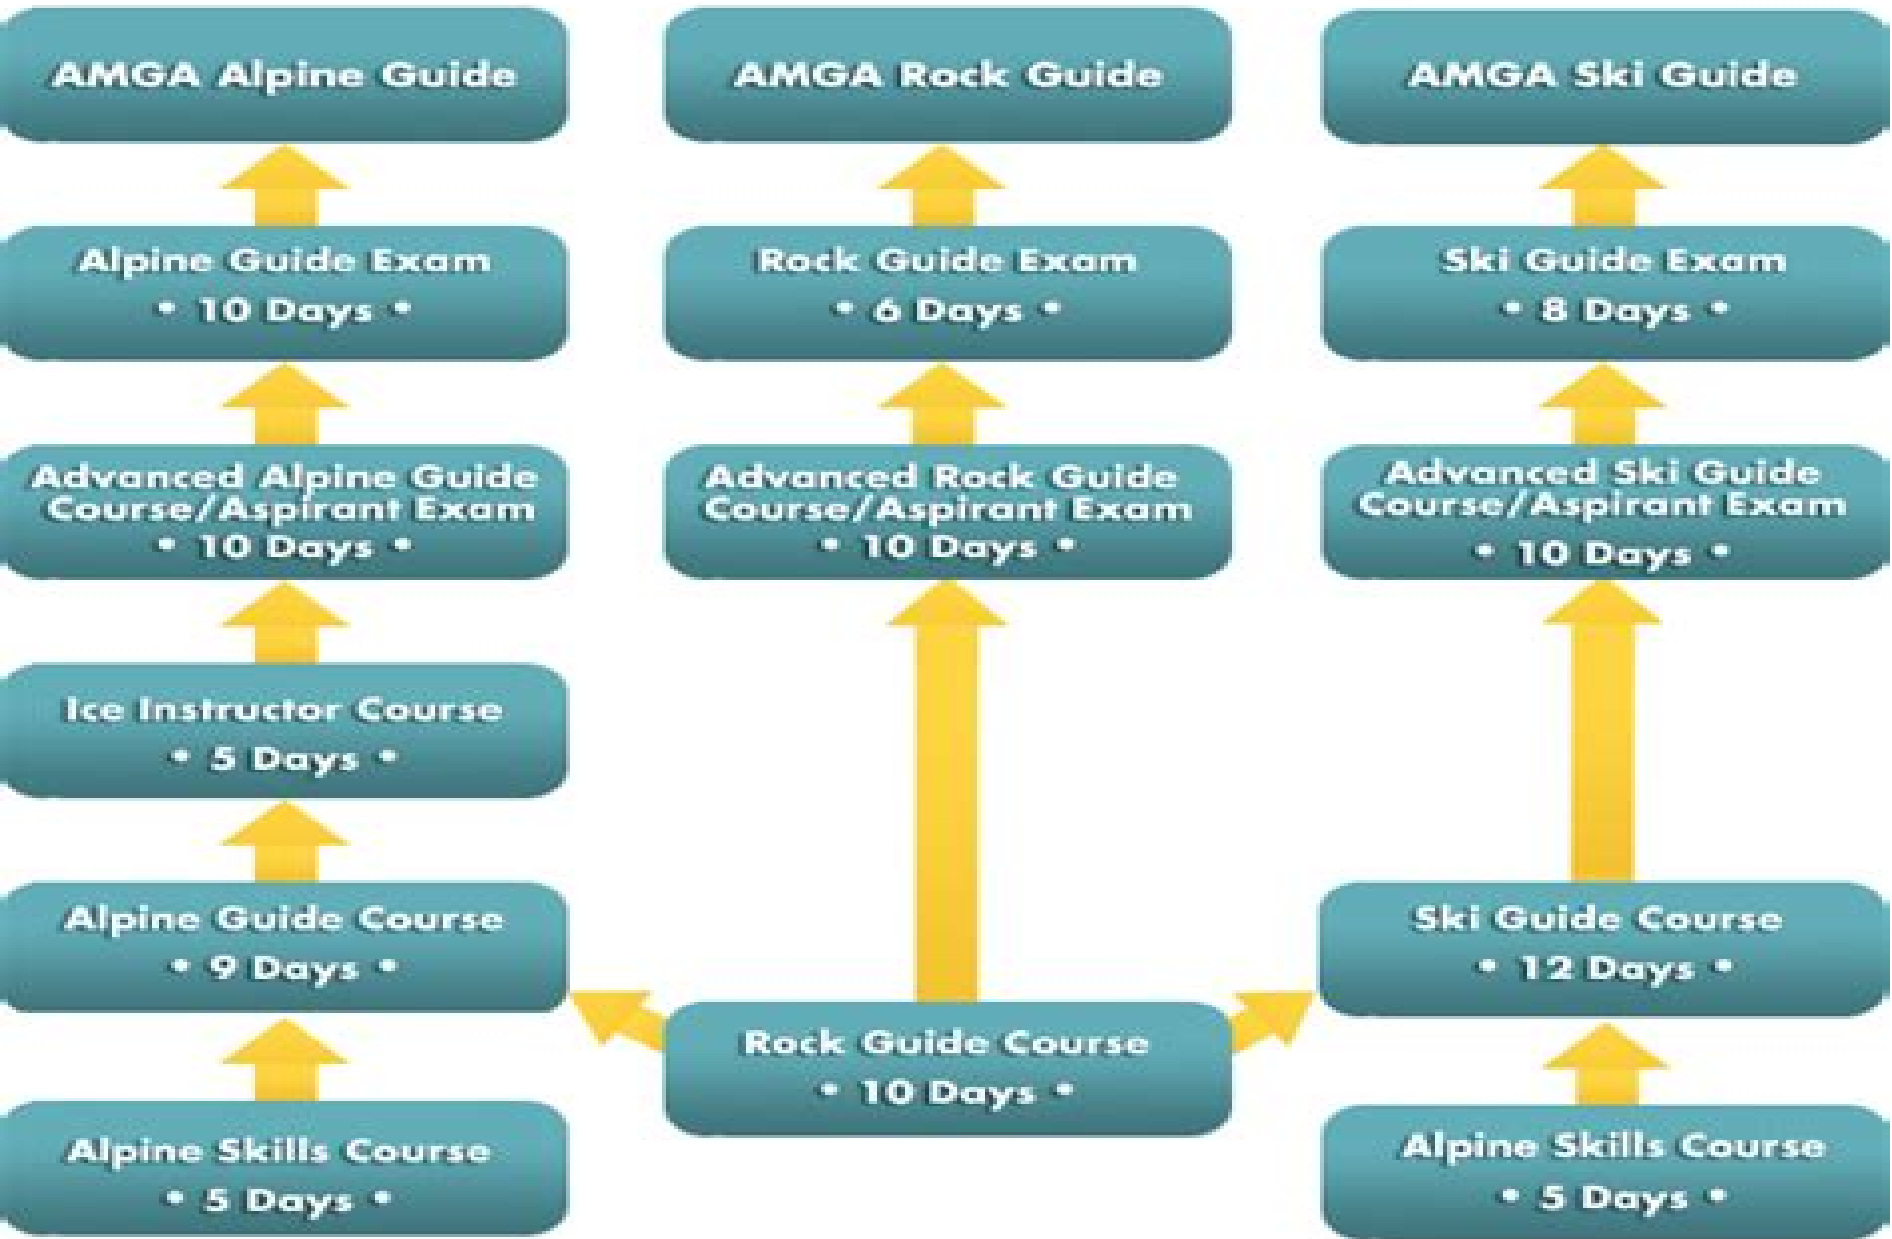 AMGA Alpine Guide
AMGA Rock Guide
AMGA Ski Guide
Alpine Guide Exam
• 10 Days •
Rock Guide Exam
• 6 Days •
Ski Guide Exam
• 8 Days •
Advanced Alpine Guide
Course/Aspirant Exam
• 10 Days •
Advanced Rock Guide
Course/Aspirant Exam
• 10 Days •
Advanced Ski Guide
Course/Aspirant Exam
• 10 Days •
Ice Instructor Course
• 5 Days •
Alpine Guide Course
• 9 Days •
Ski Guide Course
• 12 Days •
Rock Guide Course
• 10 Days •
Alpine Skills Course
• 5 Days •
Alpine Skills Course
• 5 Days •